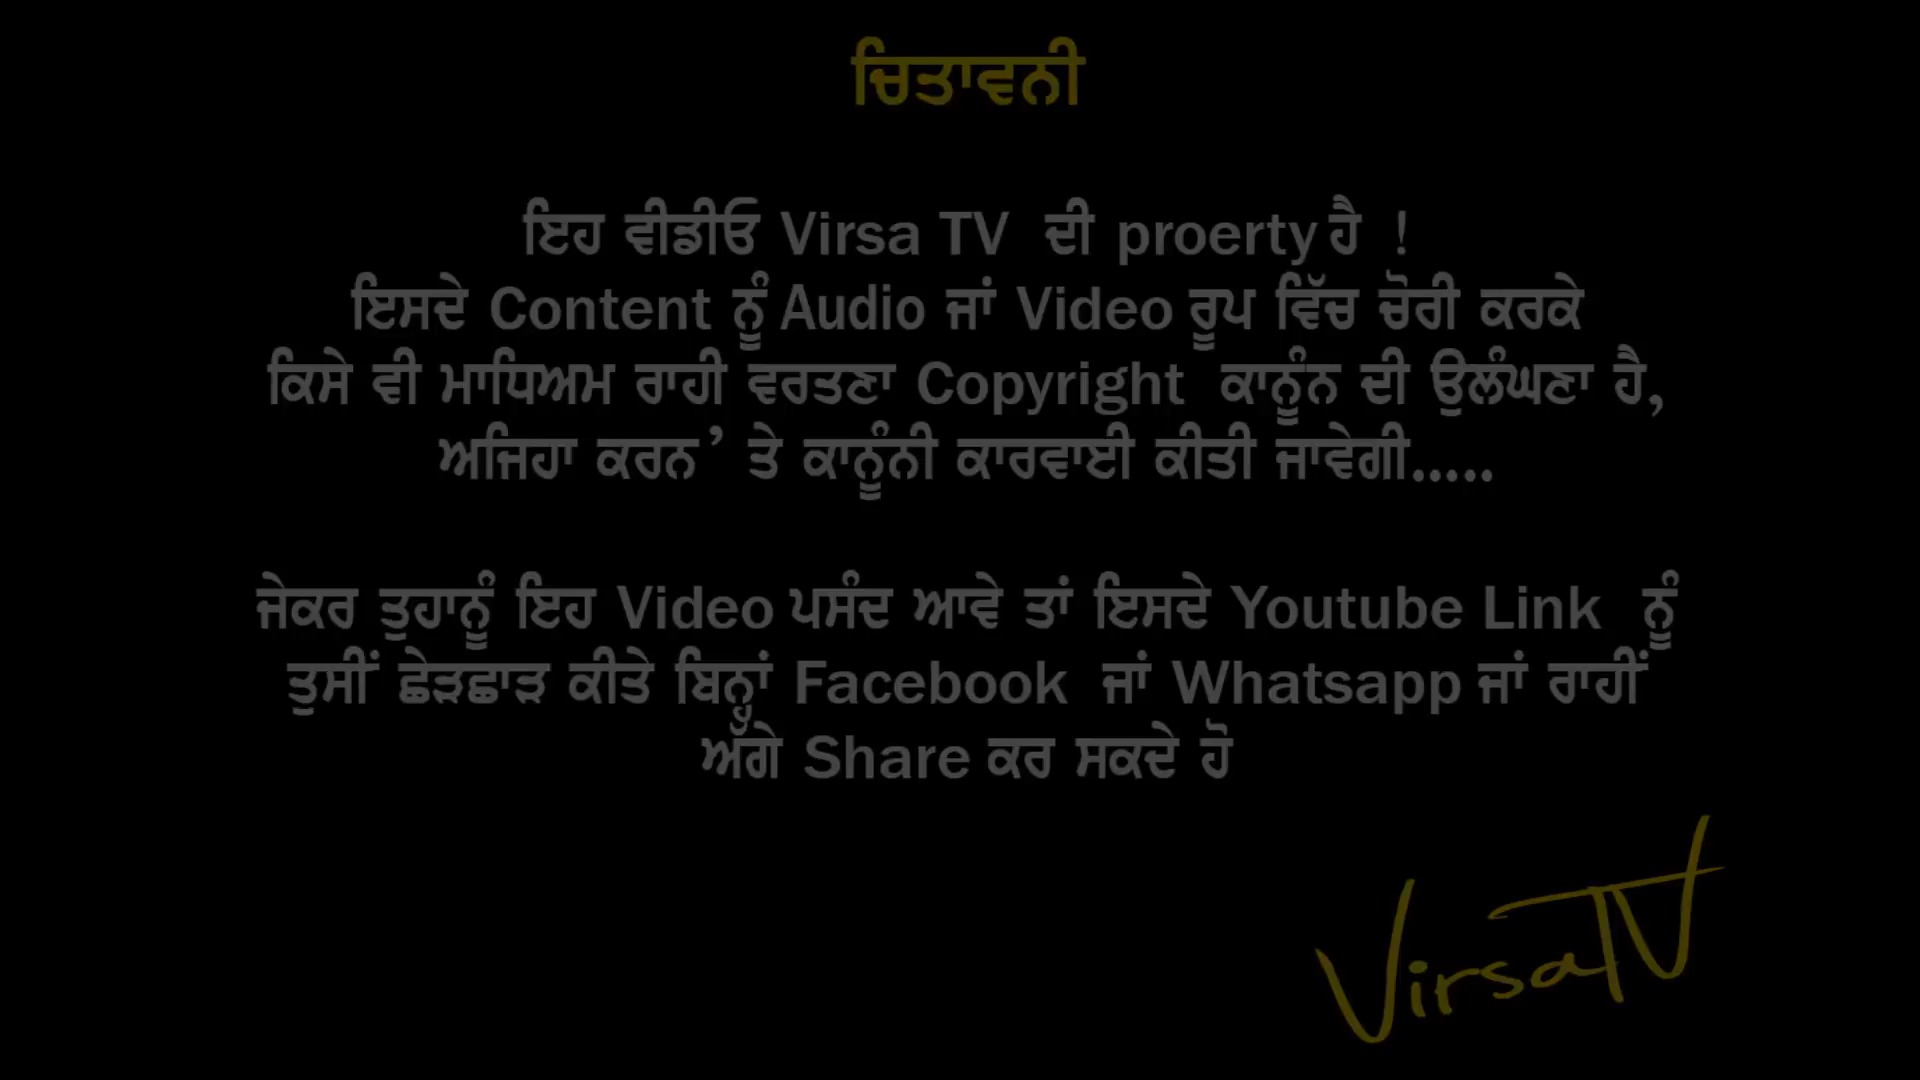 ਚਿਤਾਵਨੀ
ਇਹ ਵੀਡੀਓ Virsa TV ਦੀ proerty ਹੈ !
ਇਸਦੇ Content ਨੂੰ Audio ਜਾਂ Video ਰੂਪ ਵਿੱਚ ਚੋਰੀ ਕਰਕੇ
ਕਿਸੇ ਵੀ ਮਾਧਿਅਮ ਰਾਹੀ ਵਰਤਣਾ Copyright ਕਾਨੂੰਨ ਦੀ ਉਲੰਘਣਾ ਹੈ,
ਅਜਿਹਾ ਕਰਨ’ ਤੇ ਕਾਨੂੰਨੀ ਕਾਰਵਾਈ ਕੀਤੀ ਜਾਵੇਗੀ.....
ਜੇਕਰ ਤੁਹਾਨੂੰ ਇਹ Video ਪਸੰਦ ਆਵੇ ਤਾਂ ਇਸਦੇ Youtube Link ਨੂੰ
ਤੁਸੀਂ ਛੇੜਛਾੜ ਕੀਤੇ ਬਿਨ੍ਹਾਂ Facebook ਜਾਂ Whatsapp ਜਾਂ ਰਾਹੀਂ
ਅੱਗੇ Share ਕਰ ਸਕਦੇ ਹੋ
VirsaTV